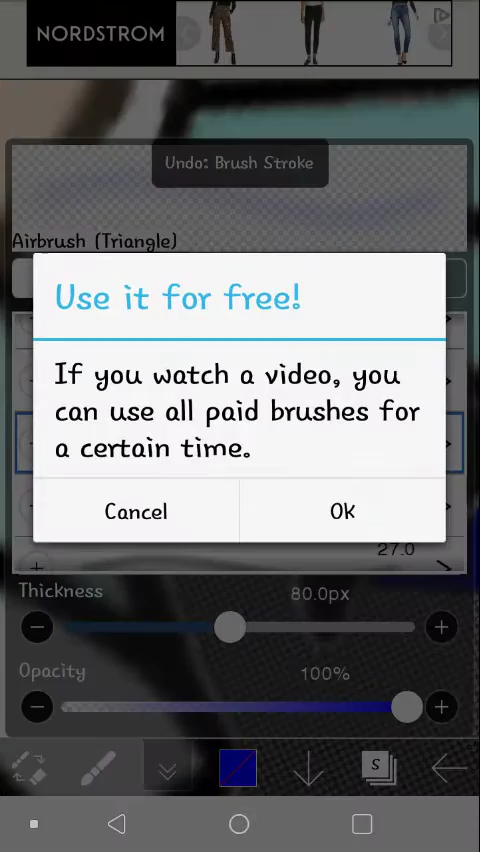 NORDSTROM
Undo: Brush Stroke
Airbrush (Triangle)
Use it for free!
If you watch a video, you
can use all paid brushes for
a certain time.
Cancel
Ok
27.0
Thickness
80.0px
Opacity
100%
S